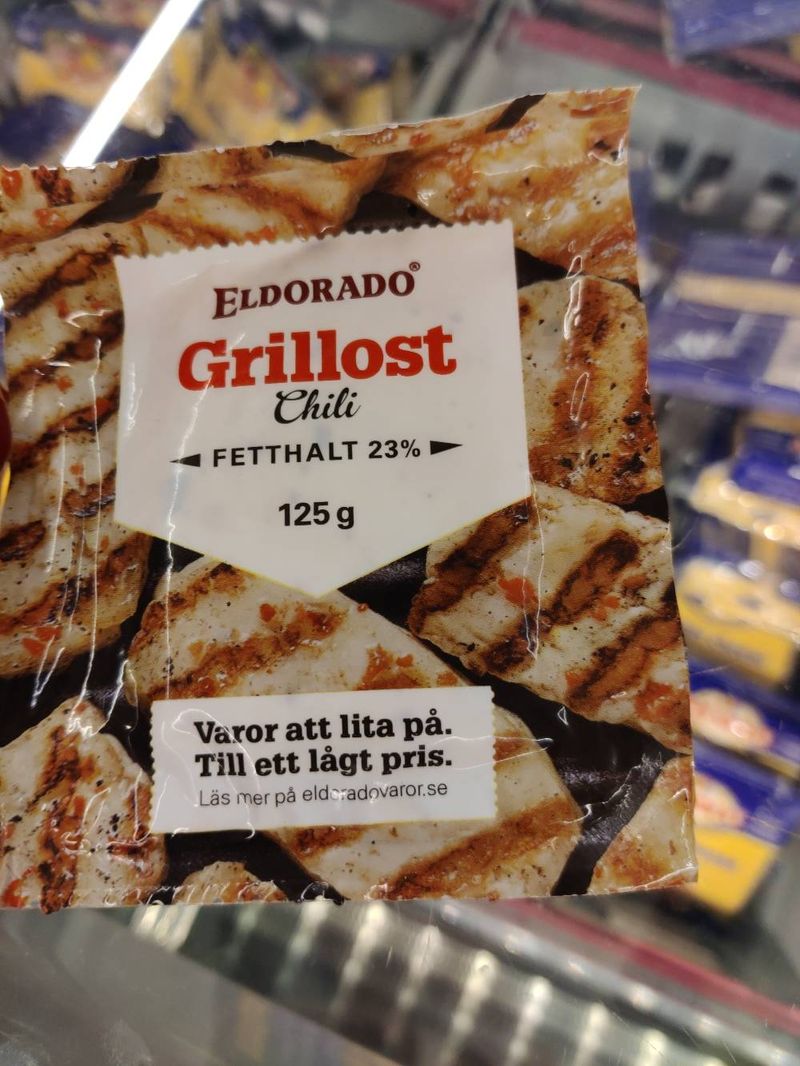 ELDORADO®
Grillost
Chili
FETTHALT 23%
125 g
Varor att lita på.
Till ett lågt pris.
Läs mer på eldoradovaror.se